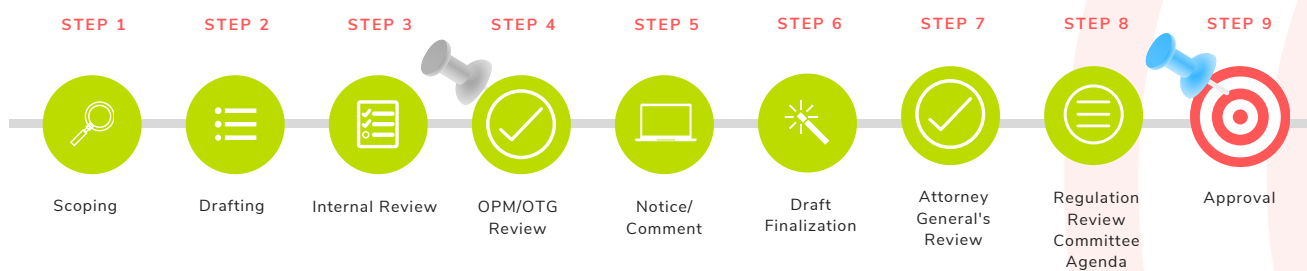 STEP 1
STEP 2
STEP 3
STEP 4
STEP 5
STEP 6
STEP 7
STEP 8
STEP 9
Scoping
Drafting
Internal Review
OPM/OTG
Review
Notice/
Comment
Draft
Finalization
Attorney
General's
Review
Regulation
Review
Committee
Agenda
Approval